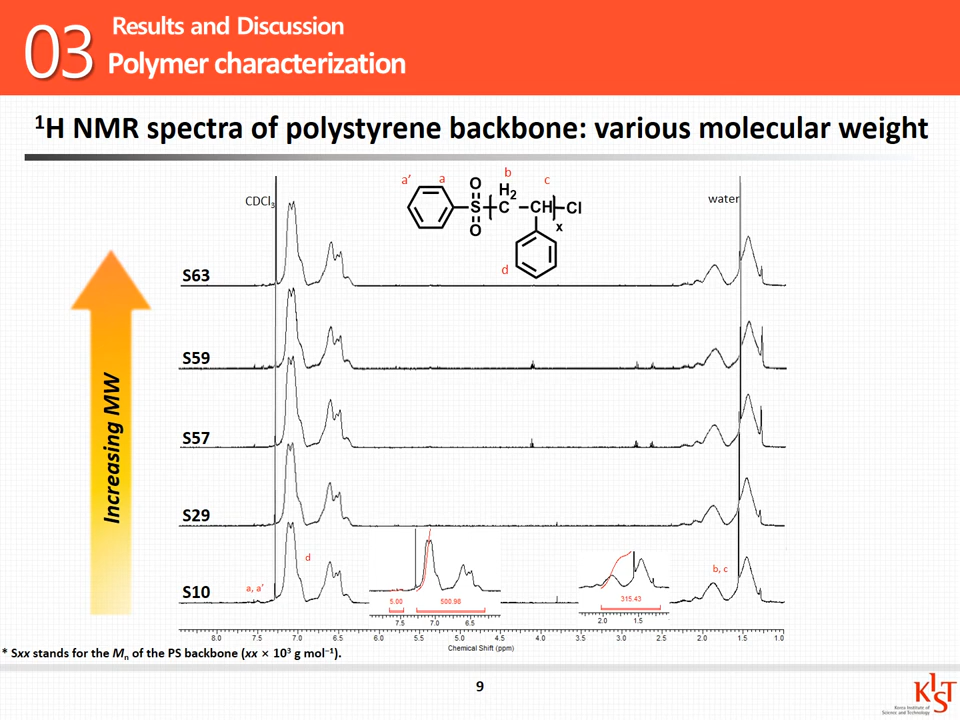 03
Results and Discussion
Polymer characterization
¹H NMR spectra of polystyrene backbone: various molecular weight
CDCl₃
water
a’ a b c
O
S
O
H₂
C
CH
Cl
x
d
S63
S59
S57
S29
S10
Increasing MW
a, a’
d
b, c
5.00 500.98
7.5 7.0 6.5
315.43
2.0 1.5
8.0 7.5 7.0 6.5 6.0 5.5 5.0 4.5 4.0 3.5 3.0 2.5 2.0 1.5 1.0
Chemical Shift (ppm)
* Sxx stands for the Mₙ of the PS backbone (xx × 10³ g mol⁻¹).
9
KIST
Korea Institute of
Science and Technology